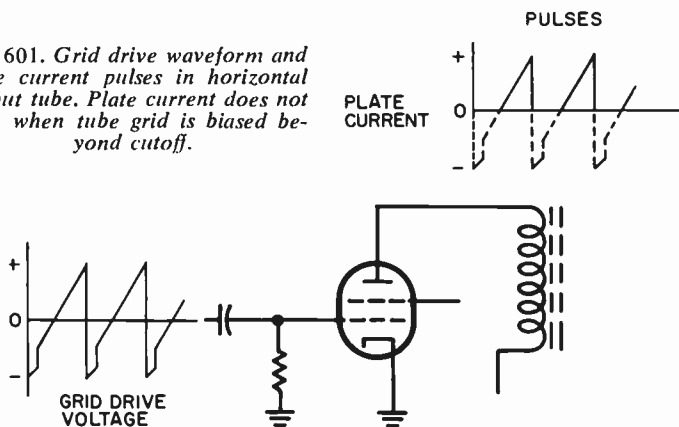 PULSES
601. Grid drive waveform and
e current pulses in horizontal
ut tube. Plate current does not
when tube grid is biased be-
yond cutoff.
+
PLATE
CURRENT
0
-
+
0
-
GRID DRIVE
VOLTAGE